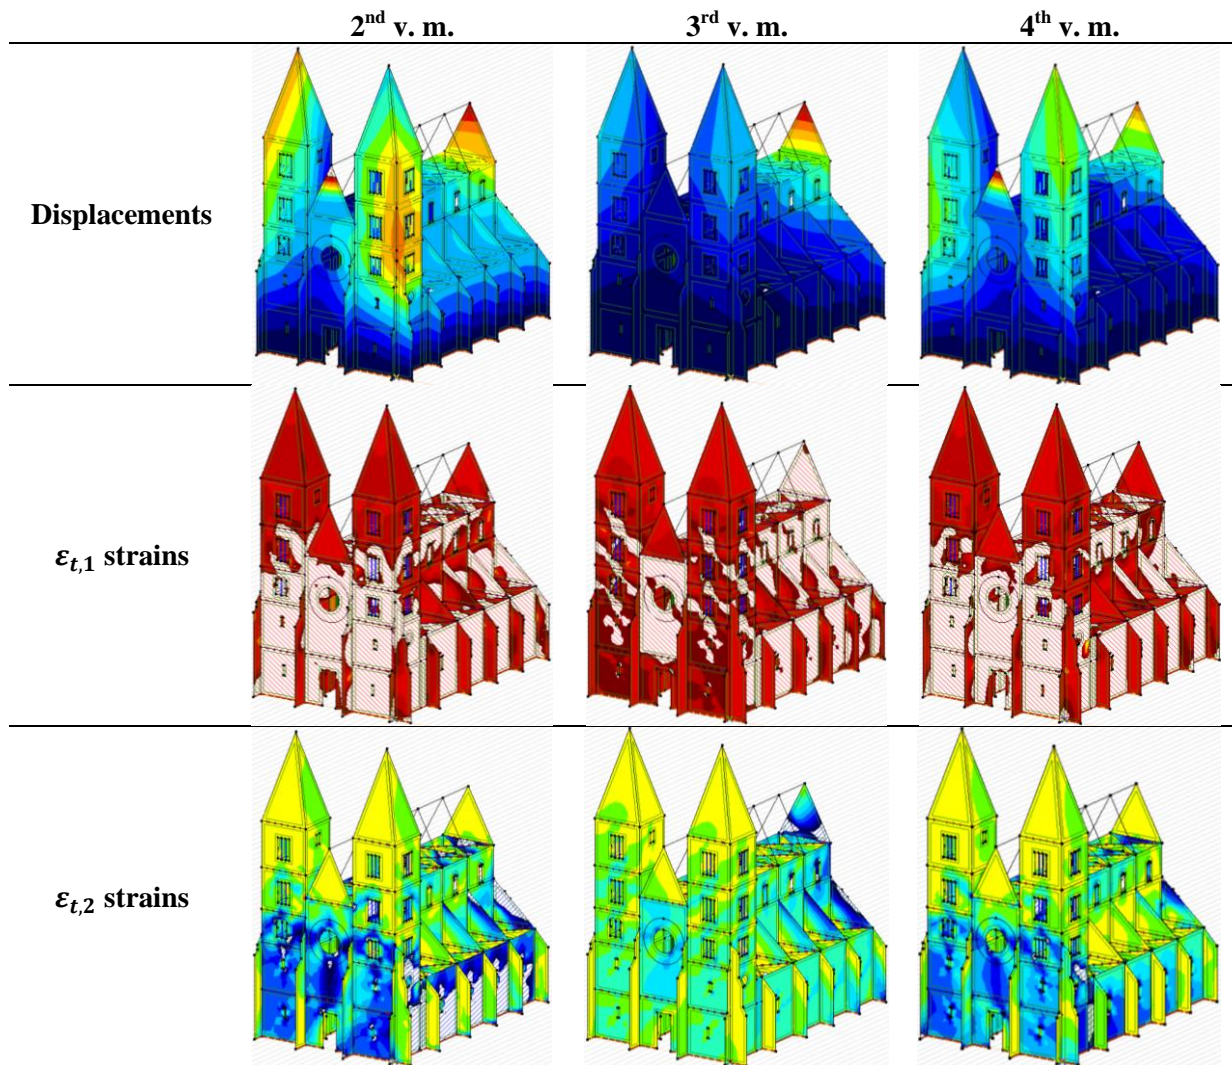 2nd v. m. 3rd v. m. 4th v. m.
Displacements
εt,1 strains
εt,2 strains